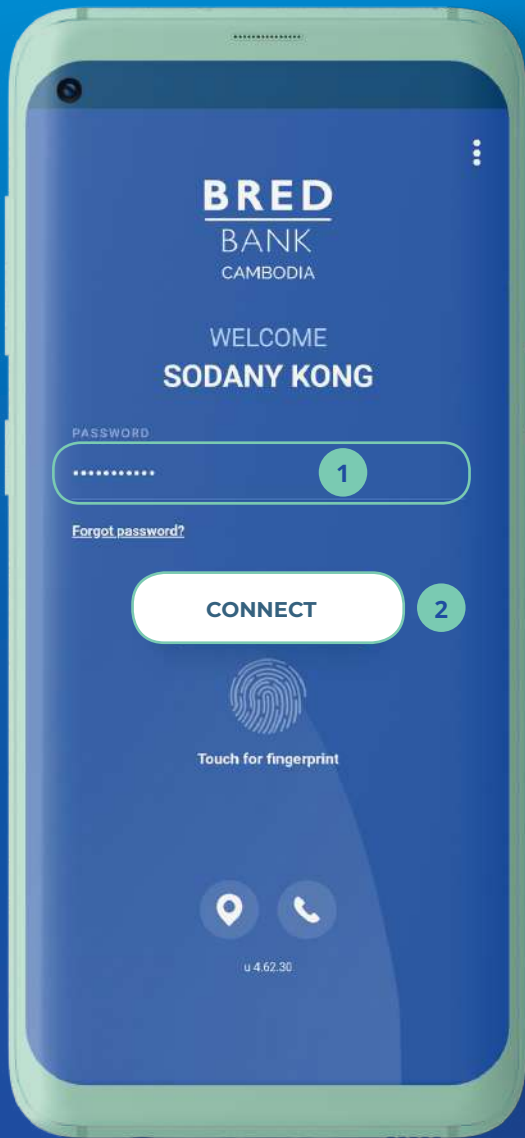 BRED
BANK
CAMBODIA
WELCOME
SODANY KONG
PASSWORD
•••••••••••
1
Forgot password?
CONNECT
2
Touch for fingerprint
u 4.62.30